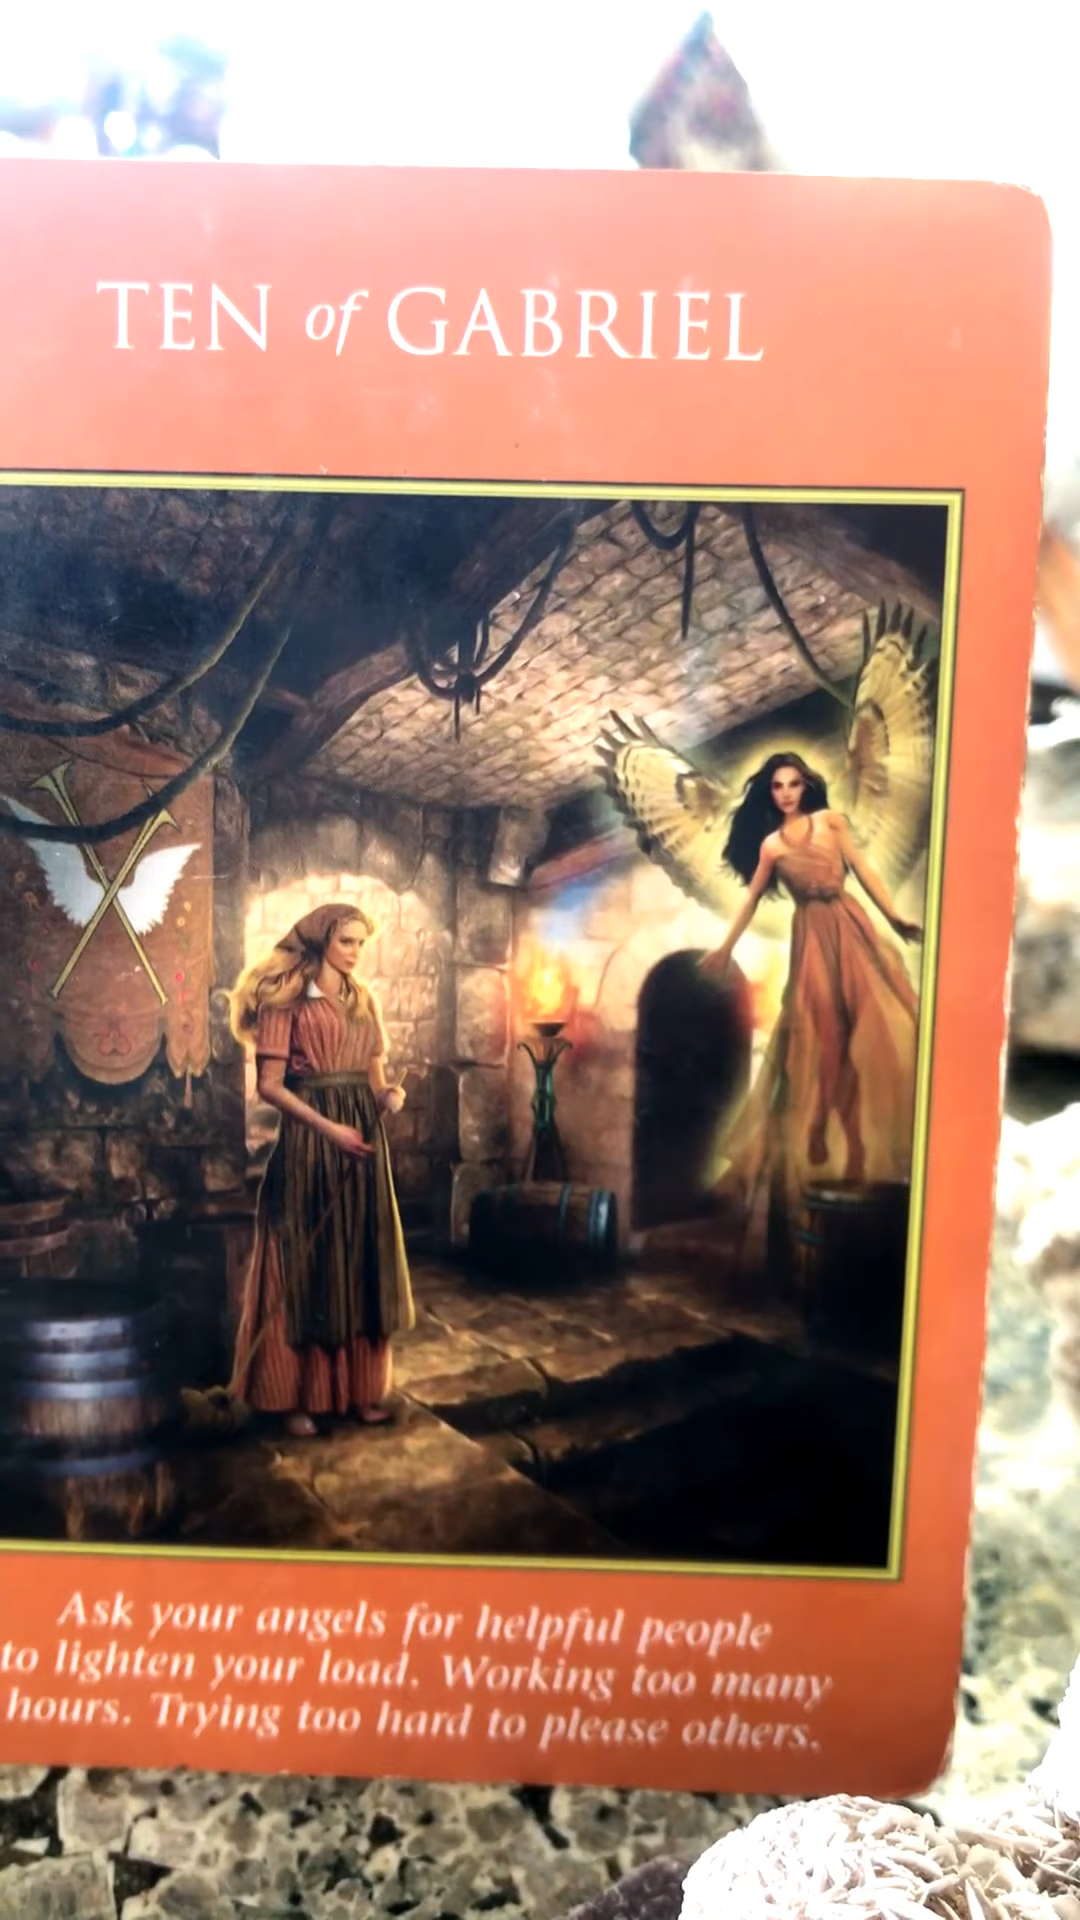 TEN of GABRIEL
Ask your angels for helpful people
to lighten your load. Working too many
hours. Trying too hard to please others.